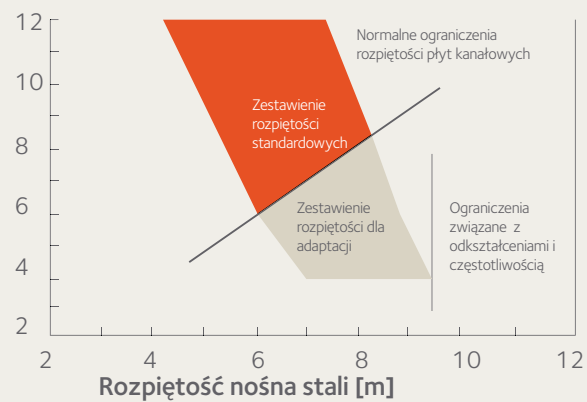 12
10
8
6
4
2
Normalne ograniczenia
rozpiętości płyt kanałowych
Zestawienie
rozpiętości
standardowych
Zestawienie
rozpiętości dla
adaptacji
Ograniczenia
związane z
odkształceniami i
częstotliwością
2 4 6 8 10 12
Rozpiętość nośna stali [m]